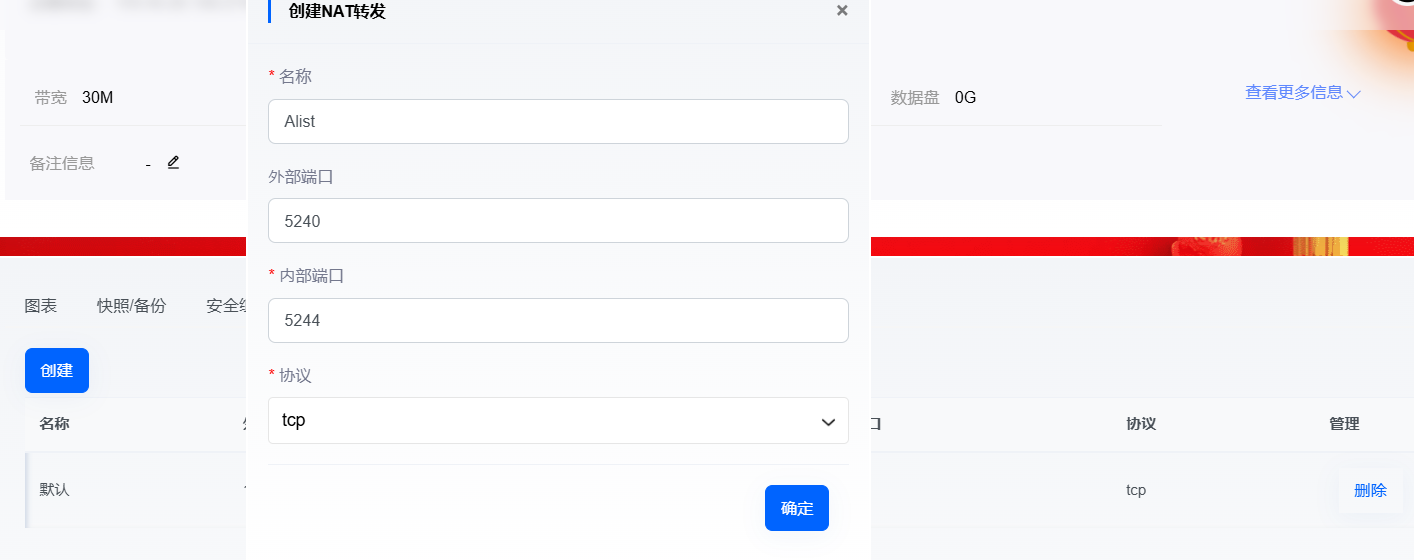 创建NAT转发
×
* 名称
Alist
带宽 30M
数据盘 0G
查看更多信息
备注信息 -
外部端口
5240
* 内部端口
5244
图表 快照/备份 安全
创建
* 协议
tcp
名称 口 协议 管理
默认 tcp 删除
确定